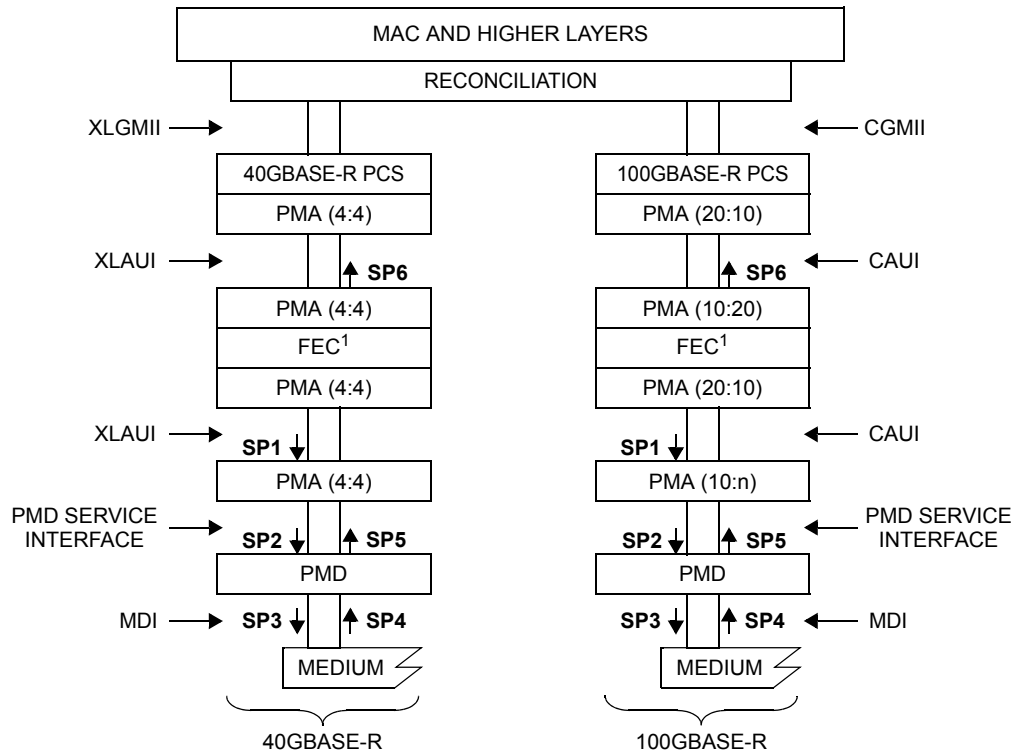 MAC AND HIGHER LAYERS
RECONCILIATION
XLGMII
CGMII
40GBASE-R PCS
100GBASE-R PCS
PMA (4:4)
PMA (20:10)
XLAUI
SP6
SP6
CAUI
PMA (4:4)
PMA (10:20)
FEC1
FEC1
PMA (4:4)
PMA (20:10)
XLAUI
SP1
SP1
CAUI
PMA (4:4)
PMA (10:n)
PMD SERVICE
INTERFACE
SP2
SP5
SP2
SP5
PMD SERVICE
INTERFACE
PMD
PMD
MDI
SP3
SP4
SP3
SP4
MDI
MEDIUM
MEDIUM
40GBASE-R
100GBASE-R